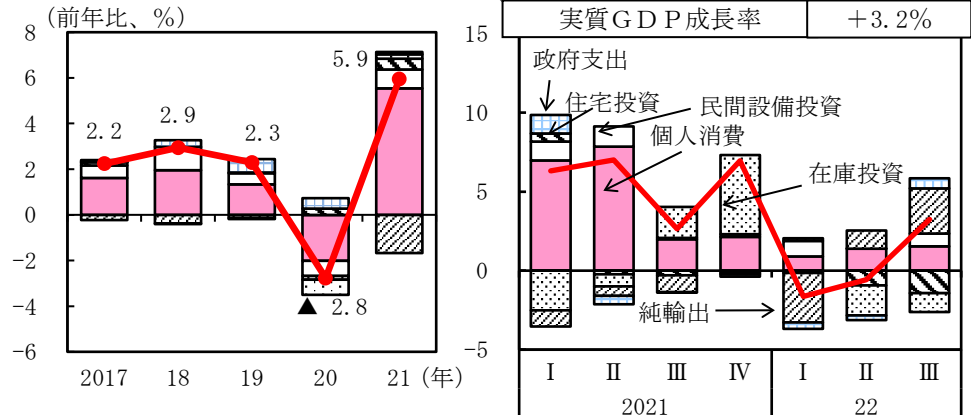 (前年比、%)
8
6
4
2
0
-2
-4
-6
2.2
2.9
2.3
▲ 2.8
5.9
2017 18 19 20 21 (年)
実質GDP成長率 +3.2%
15
10
5
0
-5
政府支出
住宅投資
民間設備投資
個人消費
在庫投資
純輸出
Ⅰ Ⅱ Ⅲ Ⅳ Ⅰ Ⅱ Ⅲ
2021 22